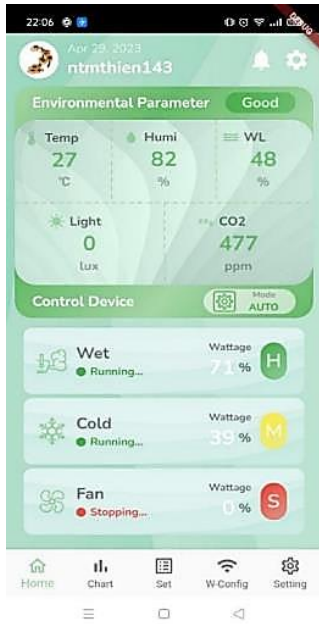 22:06
DEBUG
Apr 29, 2023
ntmthien143
Environmental Parameter Good
Temp Humi WL
27 82 48
°C % %
Light CO2
0 477
lux ppm
Control Device Mode AUTO
Wet Wattage
Running... 71 % H
Cold Wattage
Running... 39 % M
Fan Wattage
Stopping... 0 % S
Home Chart Set W-Config Setting